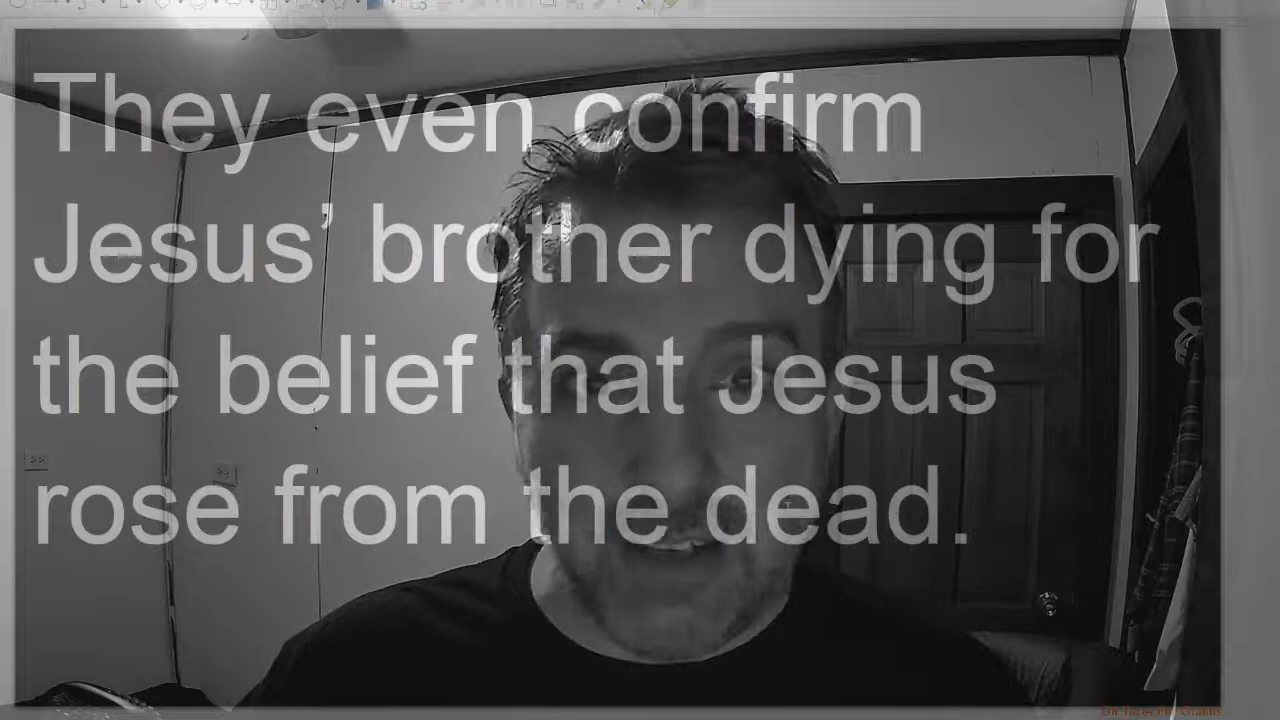 They even confirm
Jesus’ brother dying for
the belief that Jesus
rose from the dead.